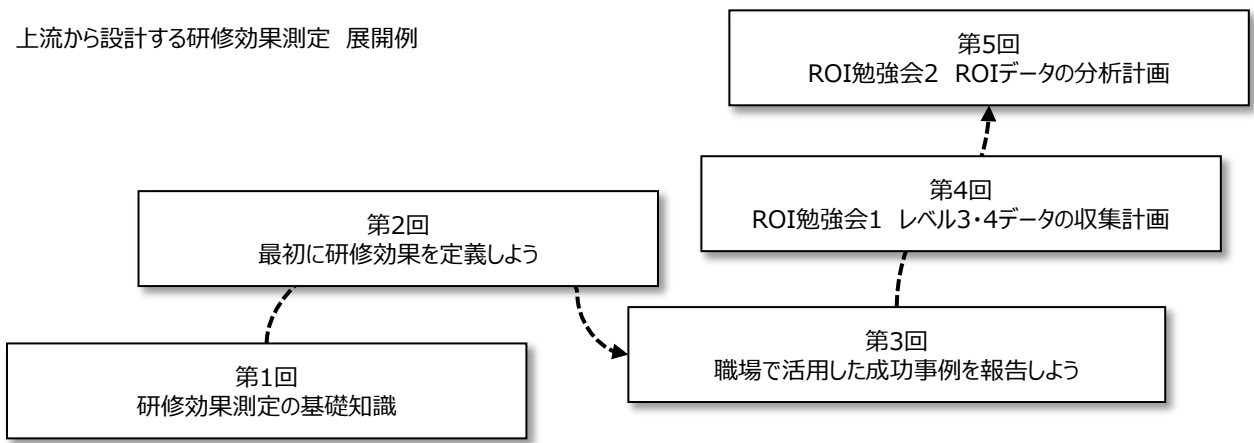 上流から設計する研修効果測定 展開例
第1回
研修効果測定の基礎知識
第2回
最初に研修効果を定義しよう
第3回
職場で活用した成功事例を報告しよう
第4回
ROI勉強会1 レベル3・4データの収集計画
第5回
ROI勉強会2 ROIデータの分析計画